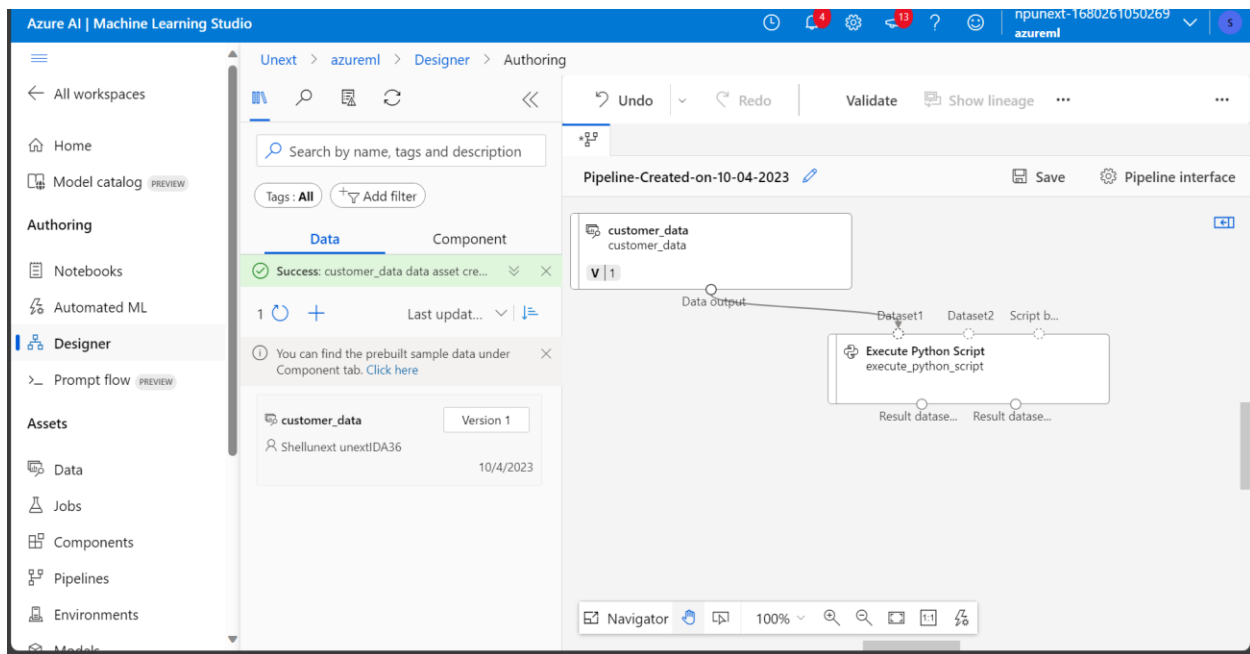 Azure AI | Machine Learning Studio
4
13
?
npunext-1680261050269
azureml
S
All workspaces
Home
Model catalog PREVIEW
Authoring
Notebooks
Automated ML
Designer
Prompt flow PREVIEW
Assets
Data
Jobs
Components
Pipelines
Environments
Models
Unext > azureml > Designer > Authoring
Search by name, tags and description
Tags : All
Add filter
Data
Component
Success: customer_data data asset cre...
1
Last updat...
You can find the prebuilt sample data under
Component tab. Click here
customer_data
Version 1
Shellunext unextIDA36
10/4/2023
Undo
Redo
Validate
Show lineage
...
...
Pipeline-Created-on-10-04-2023
Save
Pipeline interface
customer_data
customer_data
V | 1
Data output
Dataset1
Dataset2
Script b...
Execute Python Script
execute_python_script
Result datase...
Result datase...
Navigator
100%
1:1